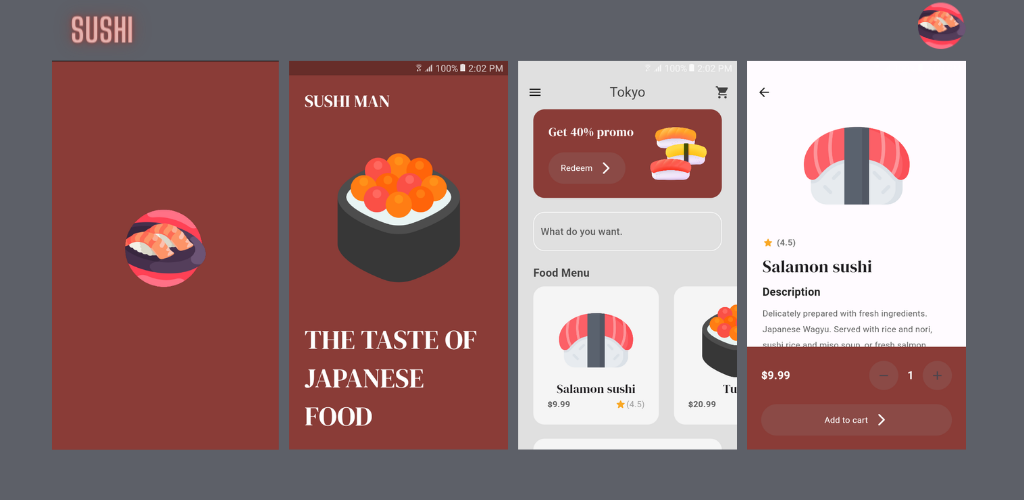 SUSHI
100% 2:02 PM
SUSHI MAN
THE TASTE OF
JAPANESE
FOOD
100% 2:02 PM
Tokyo
Get 40% promo
Redeem
What do you want.
Food Menu
Salamon sushi
$9.99
(4.5)
Tu
$20.99
(4.5)
Salamon sushi
Description
Delicately prepared with fresh ingredients.
Japanese Wagyu. Served with rice and nori,
sushi rice and miso soup, or fresh salmon
$9.99
1
Add to cart